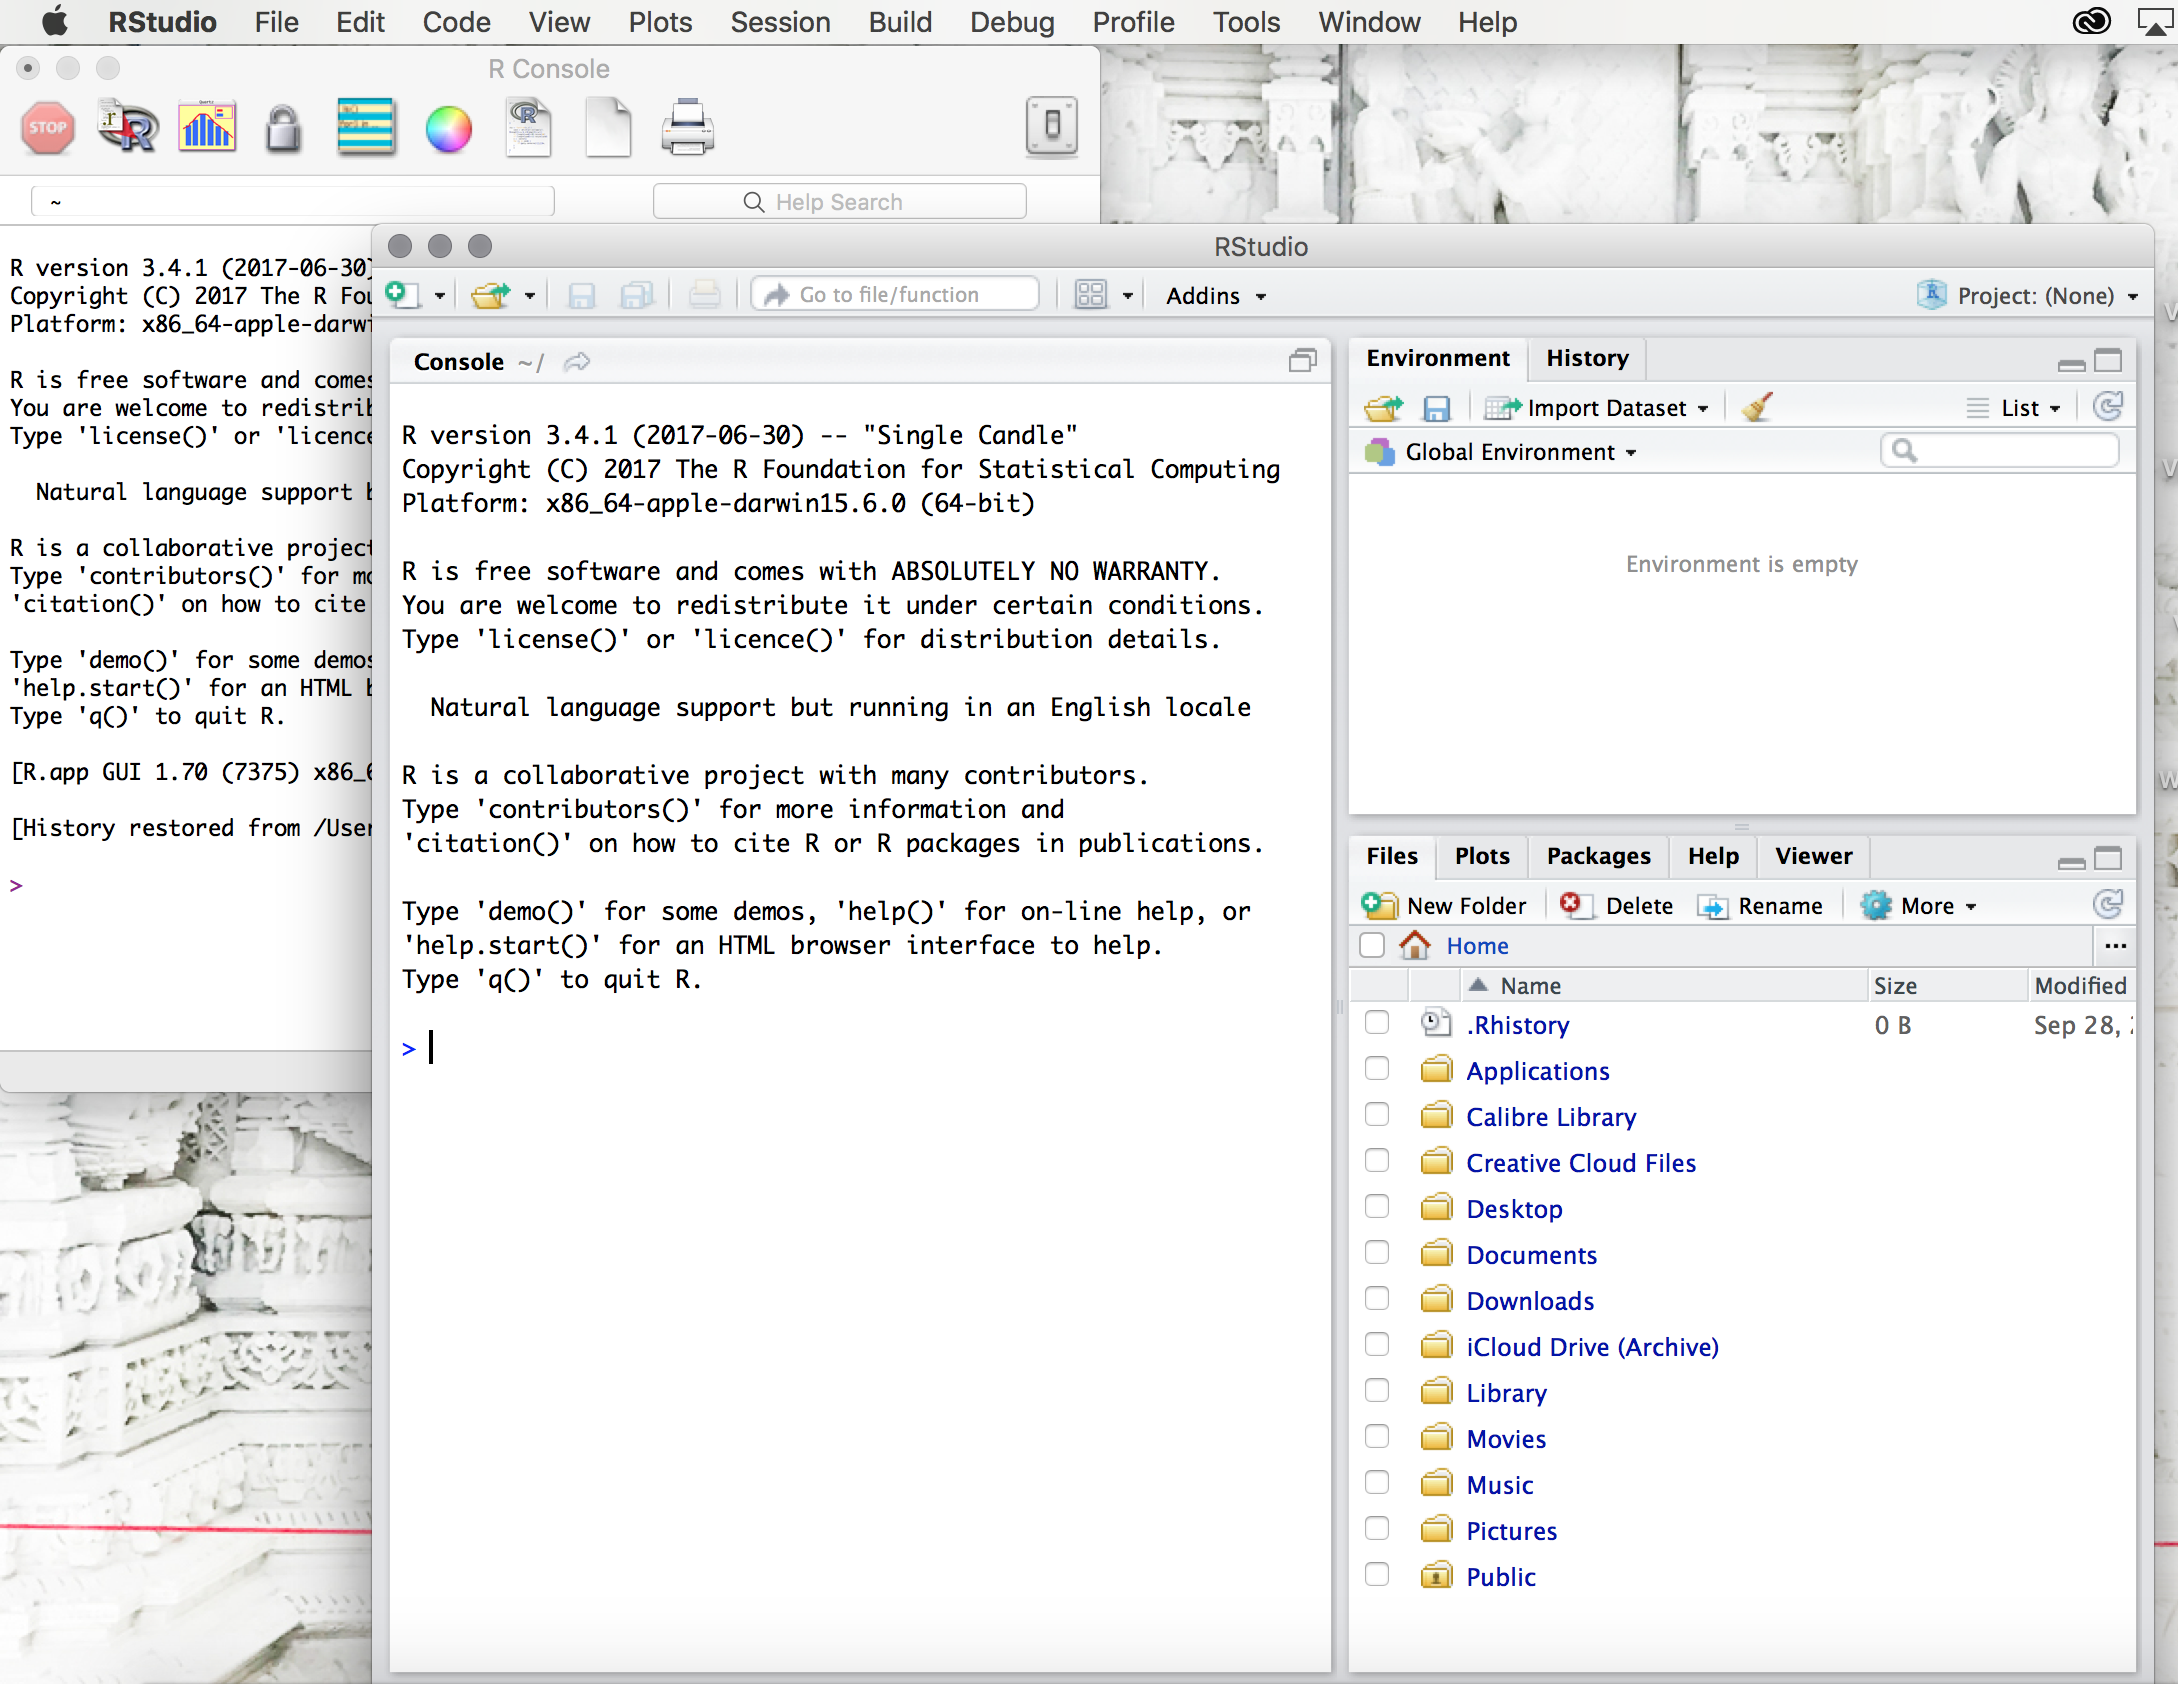 RStudio File Edit Code View Plots Session Build Debug Profile Tools Window Help
R Console
STOP
~
Help Search
R version 3.4.1 (2017-06-30)
Copyright (C) 2017 The R
Platform: x86_64-apple-
R is free software and comes
You are welcome to
Type 'license()' or
Natural language support
R is a collaborative project
Type 'contributors()' for
'citation()' on how to cite
Type 'demo()' for some demos
'help.start()' for an HTML
Type 'q()' to quit R.
[R.app GUI 1.70 (7375)
[History restored from
>
RStudio
Go to file/function
Addins
Project: (None)
Console ~/
R version 3.4.1 (2017-06-30) -- "Single Candle"
Copyright (C) 2017 The R Foundation for Statistical Computing
Platform: x86_64-apple-darwin15.6.0 (64-bit)
R is free software and comes with ABSOLUTELY NO WARRANTY.
You are welcome to redistribute it under certain conditions.
Type 'license()' or 'licence()' for distribution details.
Natural language support but running in an English locale
R is a collaborative project with many contributors.
Type 'contributors()' for more information and
'citation()' on how to cite R or R packages in publications.
Type 'demo()' for some demos, 'help()' for on-line help, or
'help.start()' for an HTML browser interface to help.
Type 'q()' to quit R.
>
Environment History
Import Dataset List
Global Environment
Environment is empty
Files Plots Packages Help Viewer
New Folder Delete Rename More
Home ...
Name Size Modified
.Rhistory 0 B Sep 28,
Applications
Calibre Library
Creative Cloud Files
Desktop
Documents
Downloads
iCloud Drive (Archive)
Library
Movies
Music
Pictures
Public